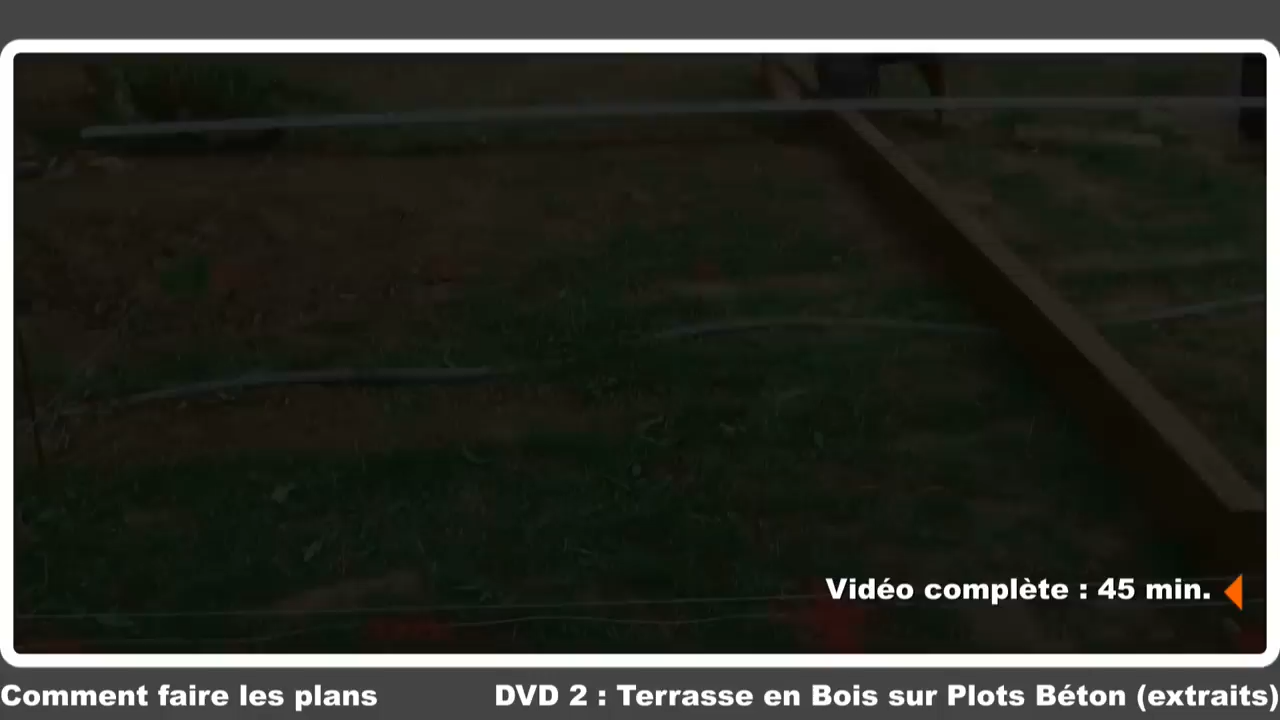 Vidéo complète : 45 min.
Comment faire les plans
DVD 2 : Terrasse en Bois sur Plots Béton (extraits)